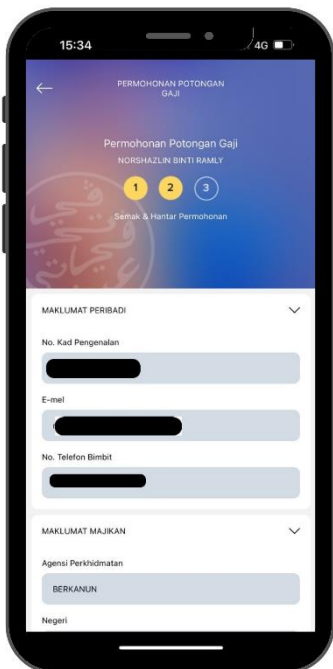 15:34
4G
PERMOHONAN POTONGAN
GAJI
Permohonan Potongan Gaji
NORSHAZLIN BINTI RAMLY
1 2 3
Semak & Hantar Permohonan
MAKLUMAT PERIBADI
No. Kad Pengenalan
E-mel
No. Telefon Bimbit
MAKLUMAT MAJIKAN
Agensi Perkhidmatan
BERKANUN
Negeri